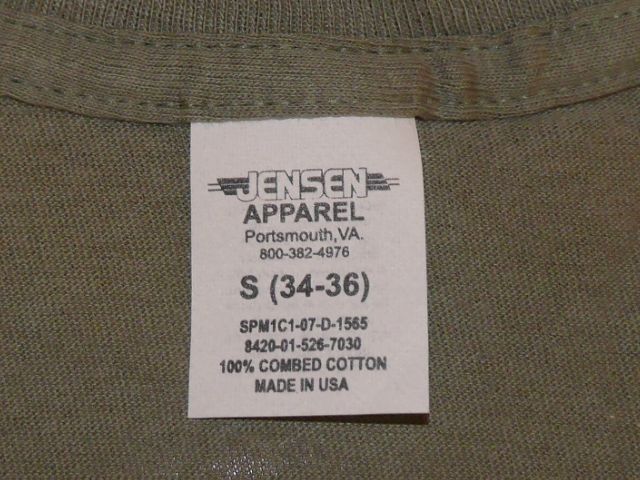 JENSEN
APPAREL
Portsmouth,VA.
800-382-4976
S (34-36)
SPM1C1-07-D-1565
8420-01-526-7030
100% COMBED COTTON
MADE IN USA